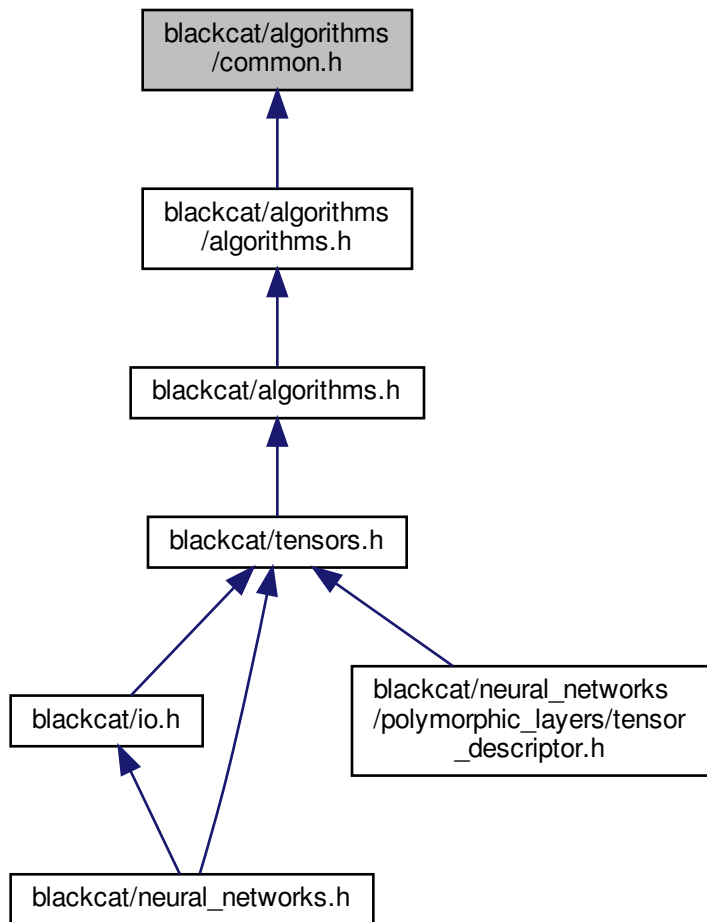 blackcat/algorithms
/common.h
blackcat/algorithms
/algorithms.h
blackcat/algorithms.h
blackcat/tensors.h
blackcat/io.h
blackcat/neural_networks
/polymorphic_layers/tensor
_descriptor.h
blackcat/neural_networks.h